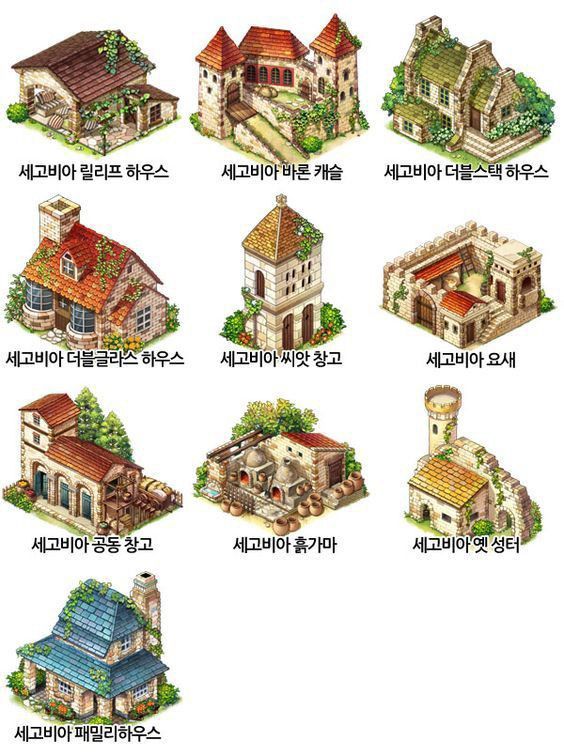 세고비아 릴리프 하우스
세고비아 바론 캐슬
세고비아 더블스택 하우스
세고비아 더블글라스 하우스
세고비아 씨앗 창고
세고비아 요새
세고비아 공동 창고
세고비아 흙가마
세고비아 옛 성터
세고비아 패밀리하우스